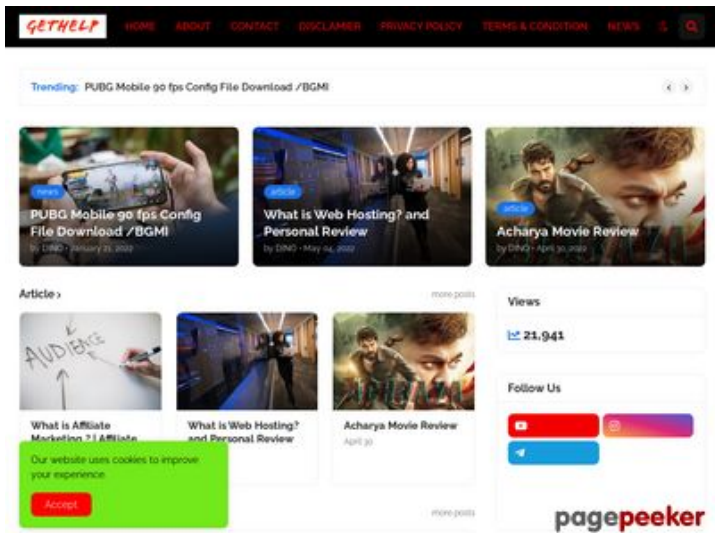 GETHELP HOME ABOUT CONTACT DISCLAMIER PRIVACY POLICY TERMS & CONDITION NEWS
Trending: PUBG Mobile 90 fps Config File Download /BGMI
news
PUBG Mobile 90 fps Config
File Download /BGMI
by DINO - January 21, 2022
article
What is Web Hosting? and
Personal Review
by DINO - May 04, 2022
article
Acharya Movie Review
by DINO - April 30, 2022
Article ›
more posts
AUDIENCE
What is Affiliate
Marketing ? | Affiliate
What is Web Hosting?
and Personal Review
Acharya Movie Review
April 30
Views
21,941
Follow Us
Our website uses cookies to improve
your experience.
Accept
more posts
pagepeeker